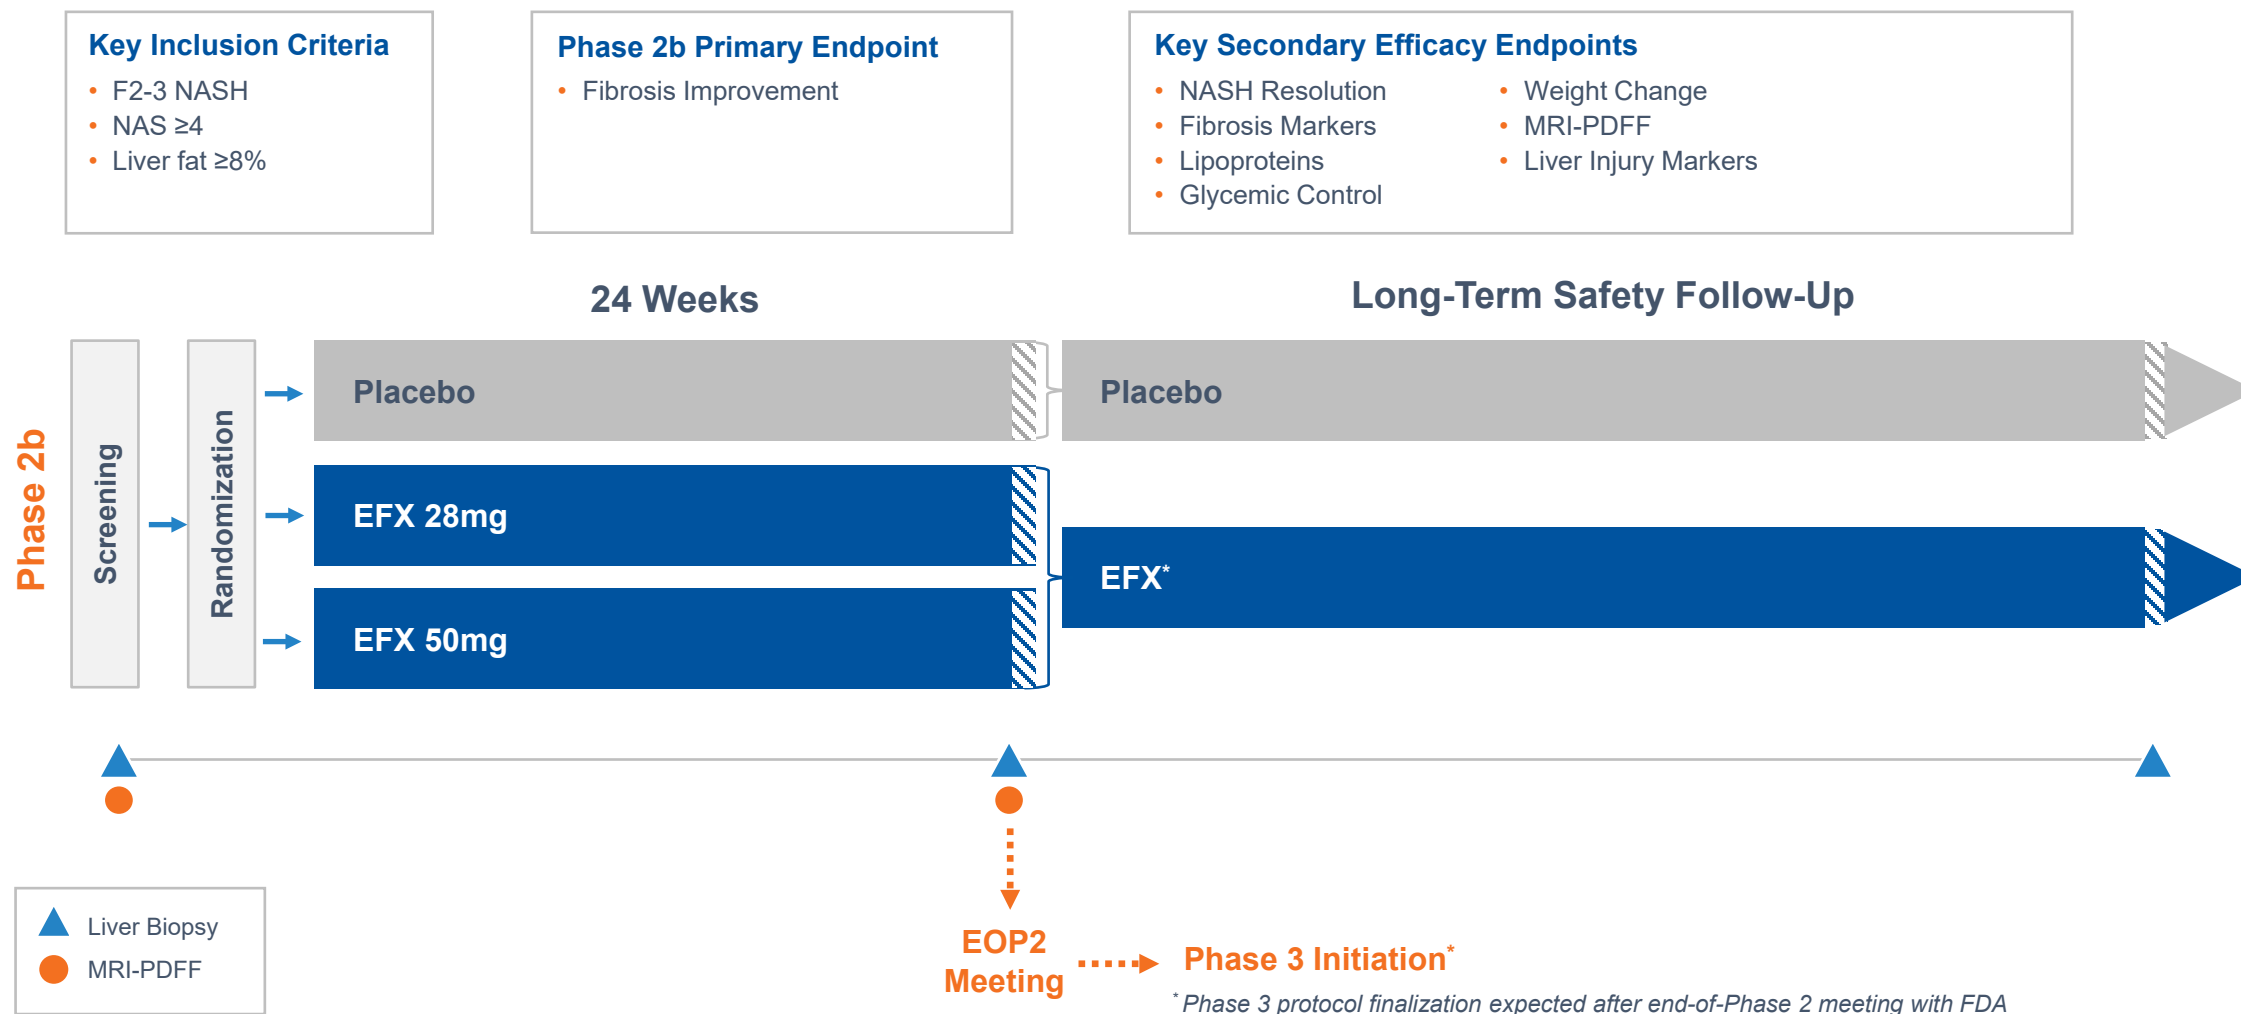 Key Inclusion Criteria
• F2-3 NASH
• NAS ≥4
• Liver fat ≥8%
Phase 2b Primary Endpoint
• Fibrosis Improvement
Key Secondary Efficacy Endpoints
• NASH Resolution
• Fibrosis Markers
• Lipoproteins
• Glycemic Control
• Weight Change
• MRI-PDFF
• Liver Injury Markers
24 Weeks
Long-Term Safety Follow-Up
Phase 2b
Screening
Randomization
Placebo
Placebo
EFX 28mg
EFX 50mg
EFX*
Liver Biopsy
MRI-PDFF
EOP2
Meeting
Phase 3 Initiation*
* Phase 3 protocol finalization expected after end-of-Phase 2 meeting with FDA